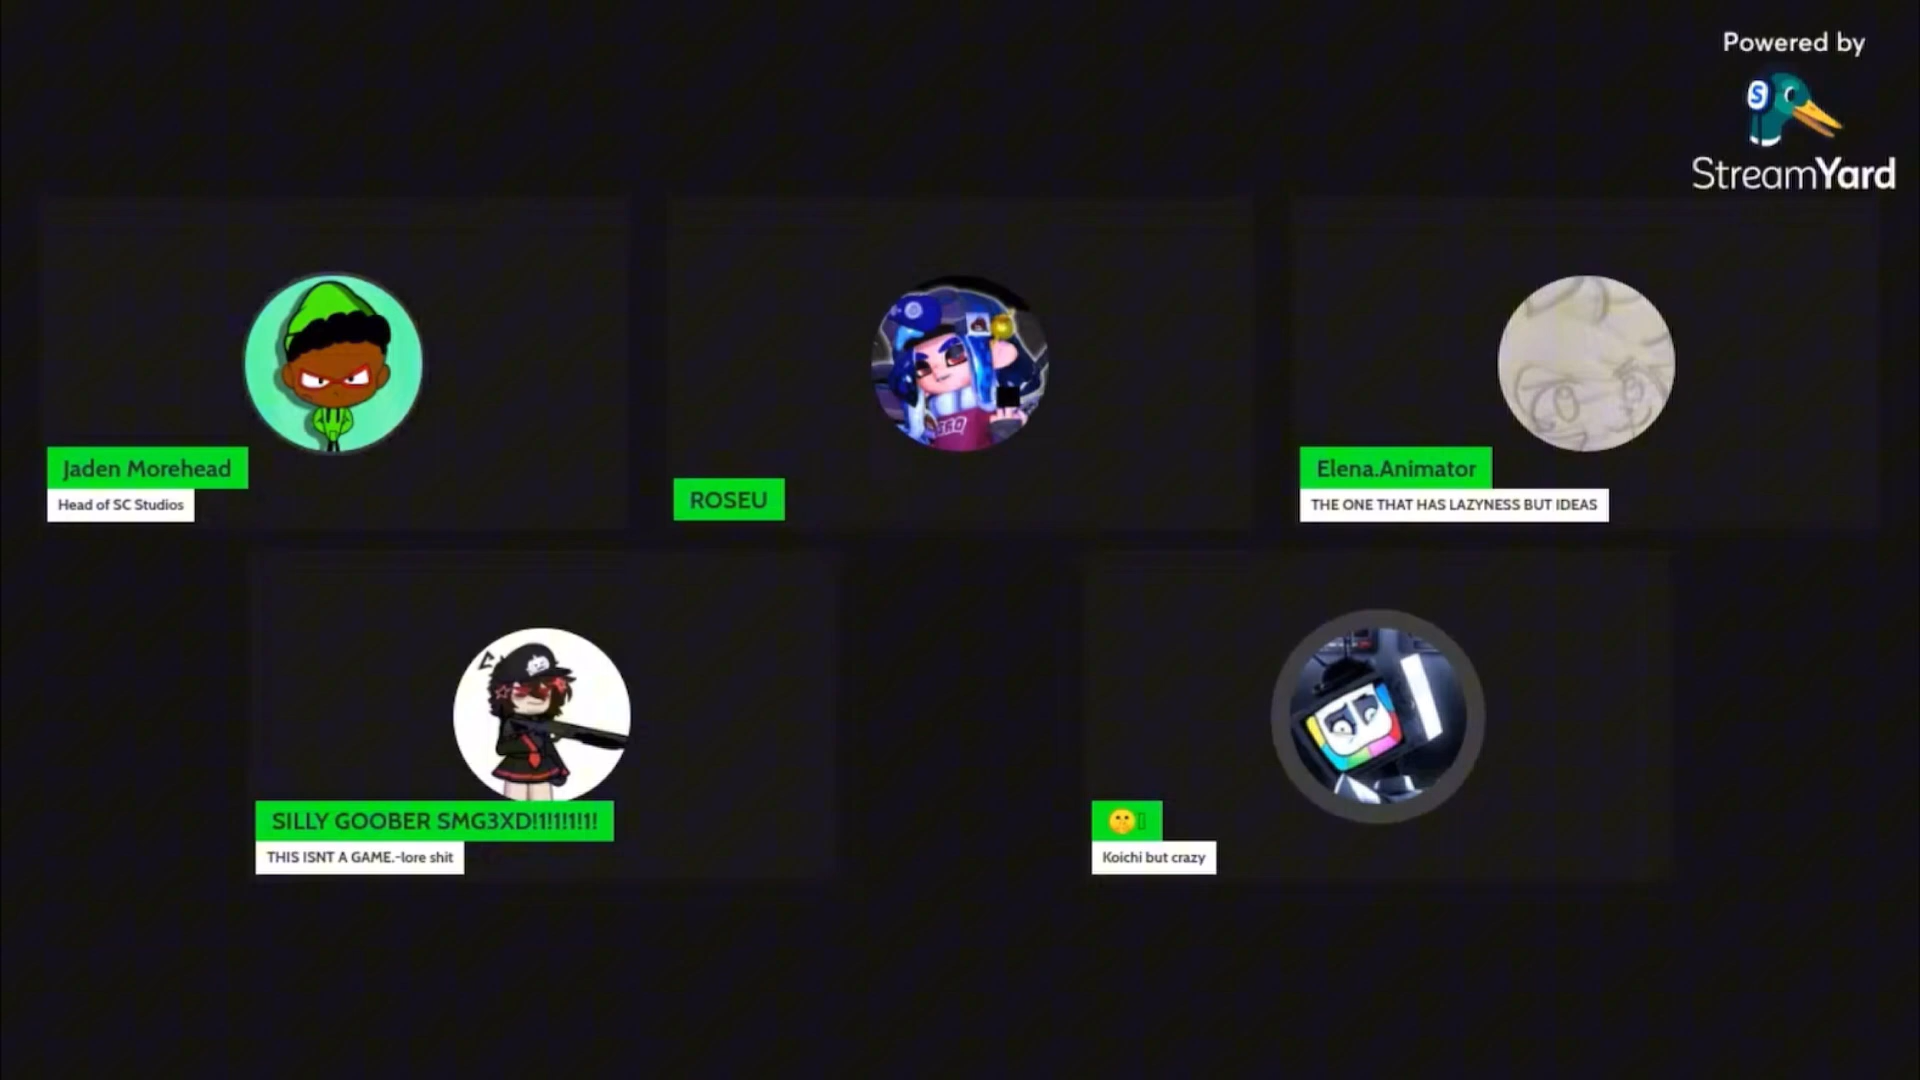 Powered by
StreamYard
Jaden Morehead
Head of SC Studios
ROSEU
Elena.Animator
THE ONE THAT HAS LAZYNESS BUT IDEAS
SILLY GOOBER SMG3XD!1!1!1!1!
THIS ISNT A GAME.-lore shit
🤫
Koichi but crazy